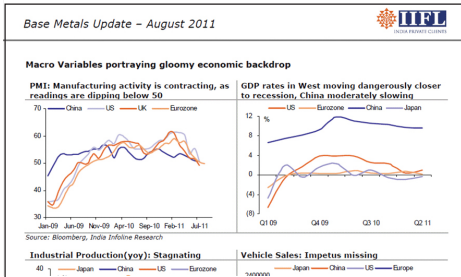 Base Metals Update – August 2011
IIFL
INDIA PRIVATE CLIENTS
Macro Variables portraying gloomy economic backdrop
PMI: Manufacturing activity is contracting, as
readings are dipping below 50
70
China
US
UK
Eurozone
60
50
40
30
Jan-09
Jun-09
Nov-09
Apr-10
Sep-10
Feb-11
Jul-11
Source: Bloomberg, India Infoline Research
GDP rates in West moving dangerously closer
to recession, China moderately slowing
US
Eurozone
China
Japan
12
%
8
4
0
(4)
(8)
Q1 09
Q4 09
Q3 10
Q2 11
Industrial Production(yoy): Stagnating
40
Japan
China
US
Eurozone
Vehicle Sales: Impetus missing
Japan
China
US
Europe